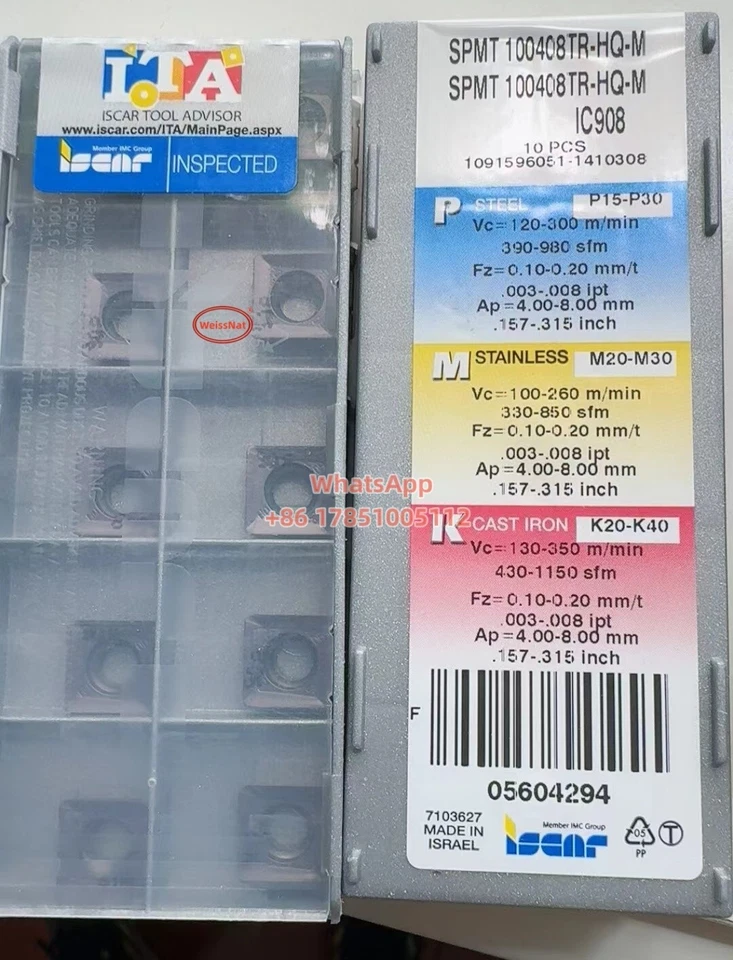 ITA
ISCAR TOOL ADVISOR
www.iscar.com/ITA/MainPage.aspx
Member IMC Group
iscar
INSPECTED
WeissNat
WhatsApp
+86 17851005112
SPMT 100408TR-HQ-M
SPMT 100408TR-HQ-M
IC908
10 PCS
1091596051-1410308
P STEEL P15-P30
Vc=120-300 m/min
390-980 sfm
Fz=0.10-0.20 mm/t
.003-.008 ipt
Ap=4.00-8.00 mm
.157-.315 inch
M STAINLESS M20-M30
Vc=100-260 m/min
330-850 sfm
Fz=0.10-0.20 mm/t
.003-.008 ipt
Ap=4.00-8.00 mm
.157-.315 inch
K CAST IRON K20-K40
Vc=130-350 m/min
430-1150 sfm
Fz=0.10-0.20 mm/t
.003-.008 ipt
Ap=4.00-8.00 mm
.157-.315 inch
F
05604294
7103627
MADE IN
ISRAEL
Member IMC Group
iscar
05
PP
T